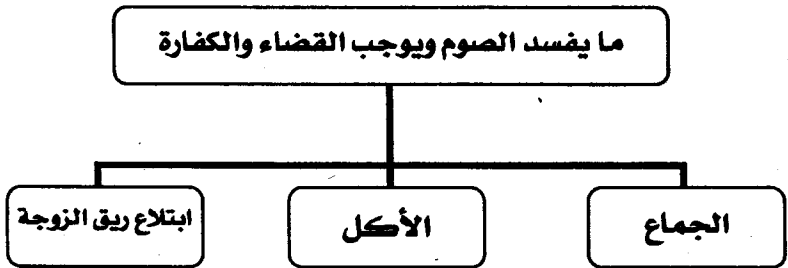 ما يفسد الصوم ويوجب القضاء والكفارة
الجماع
الأكل
ابتلاع ريق الزوجة